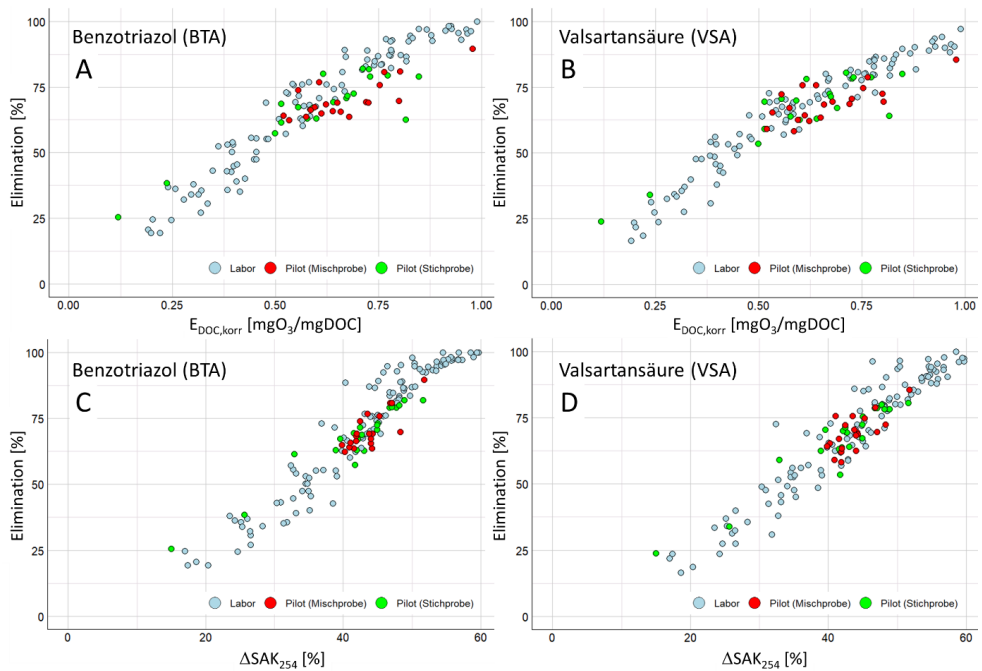 Benzotriazol (BTA)
A
Elimination [%]
100
75
50
25
0
Labor Pilot (Mischprobe) Pilot (Stichprobe)
0.00 0.25 0.50 0.75 1.00
E_DOC,korr [mgO₃/mgDOC]
Valsartansäure (VSA)
B
Elimination [%]
100
75
50
25
0
Labor Pilot (Mischprobe) Pilot (Stichprobe)
0.00 0.25 0.50 0.75 1.00
E_DOC,korr [mgO₃/mgDOC]
Benzotriazol (BTA)
C
Elimination [%]
100
75
50
25
0
Labor Pilot (Mischprobe) Pilot (Stichprobe)
0 20 40 60
ΔSAK₂₅₄ [%]
Valsartansäure (VSA)
D
Elimination [%]
100
75
50
25
0
Labor Pilot (Mischprobe) Pilot (Stichprobe)
0 20 40 60
ΔSAK₂₅₄ [%]